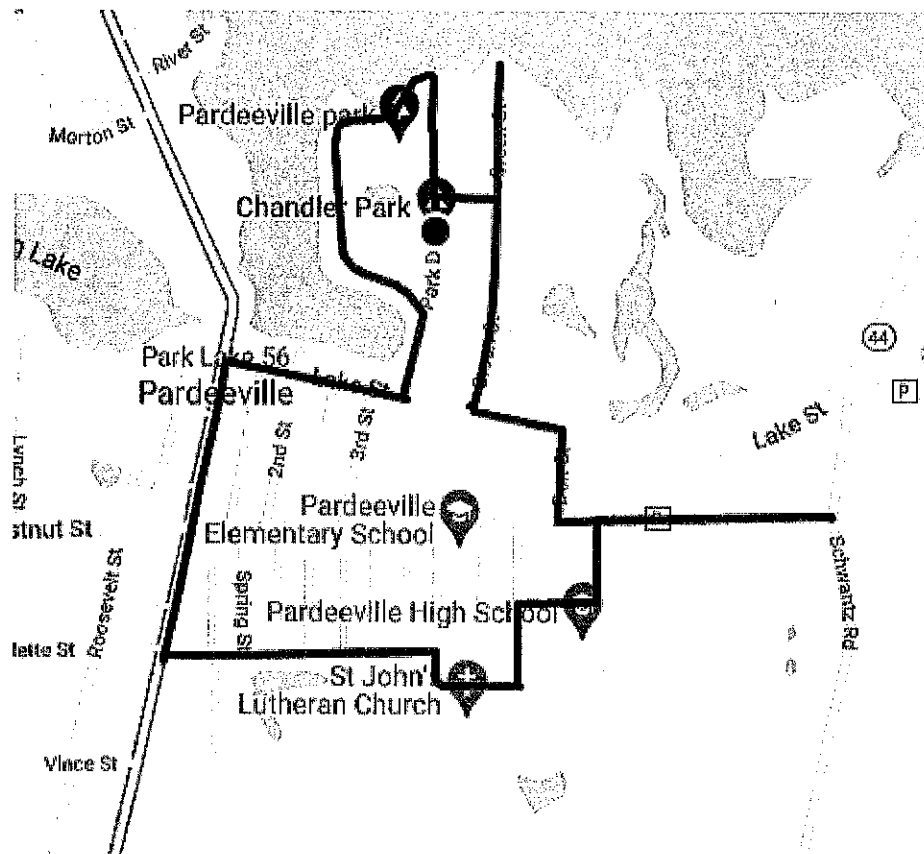 River St
Morton St
Pardeeville park
Chandler Park
Lake
Park D
44
P
Park Lake 56
Pardeeville
Lake St
Lake St
2nd St
3rd St
Lynch St
Pardeeville
Elementary School
stnut St
Roosevelt St
Spring St
Schwantz Rd
Pardeeville High School
lette St
St John'
Lutheran Church
Vince St